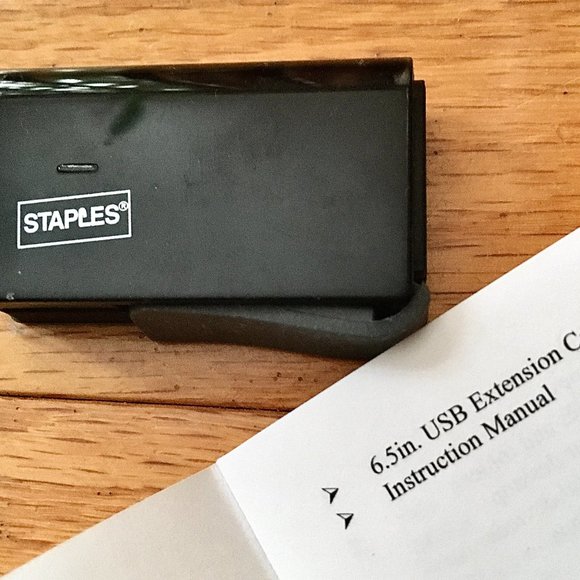 STAPLES®
6.5in. USB Extension
Instruction Manual